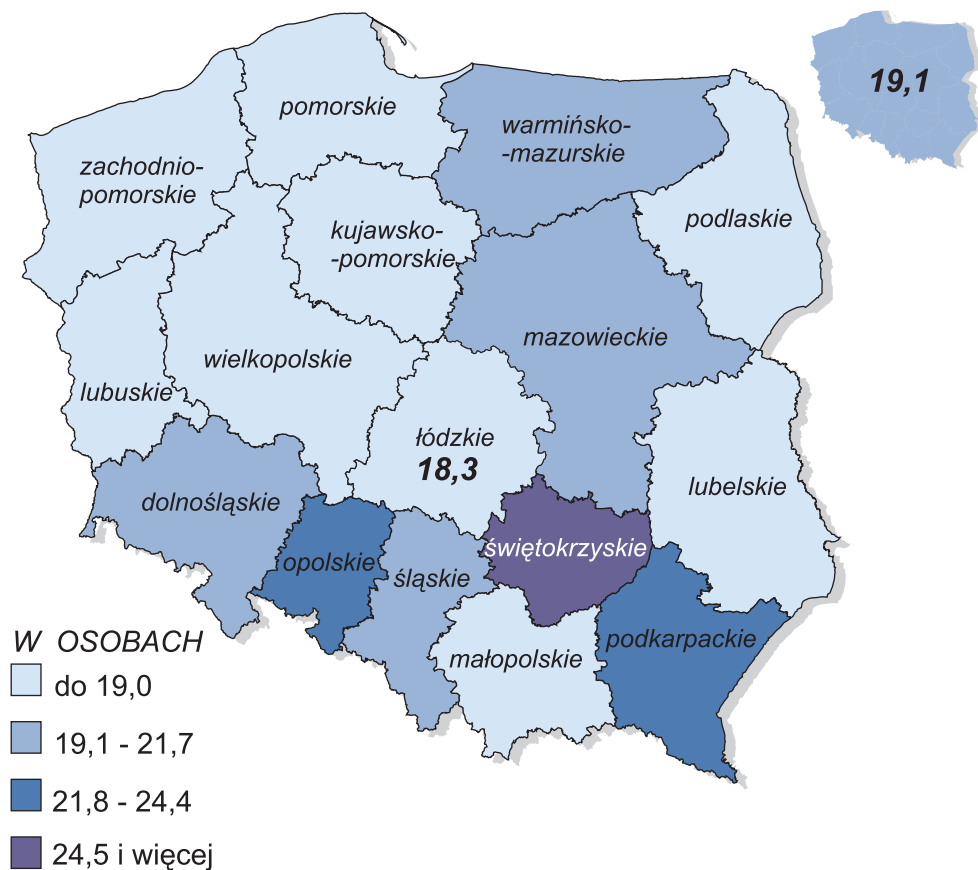 19,1
pomorskie
warmińsko-
-mazurskie
zachodnio-
pomorskie
podlaskie
kujawsko-
-pomorskie
mazowieckie
wielkopolskie
lubuskie
łódzkie
18,3
lubelskie
dolnośląskie
świętokrzyskie
opolskie
śląskie
podkarpackie
małopolskie
W OSOBACH
do 19,0
19,1 - 21,7
21,8 - 24,4
24,5 i więcej